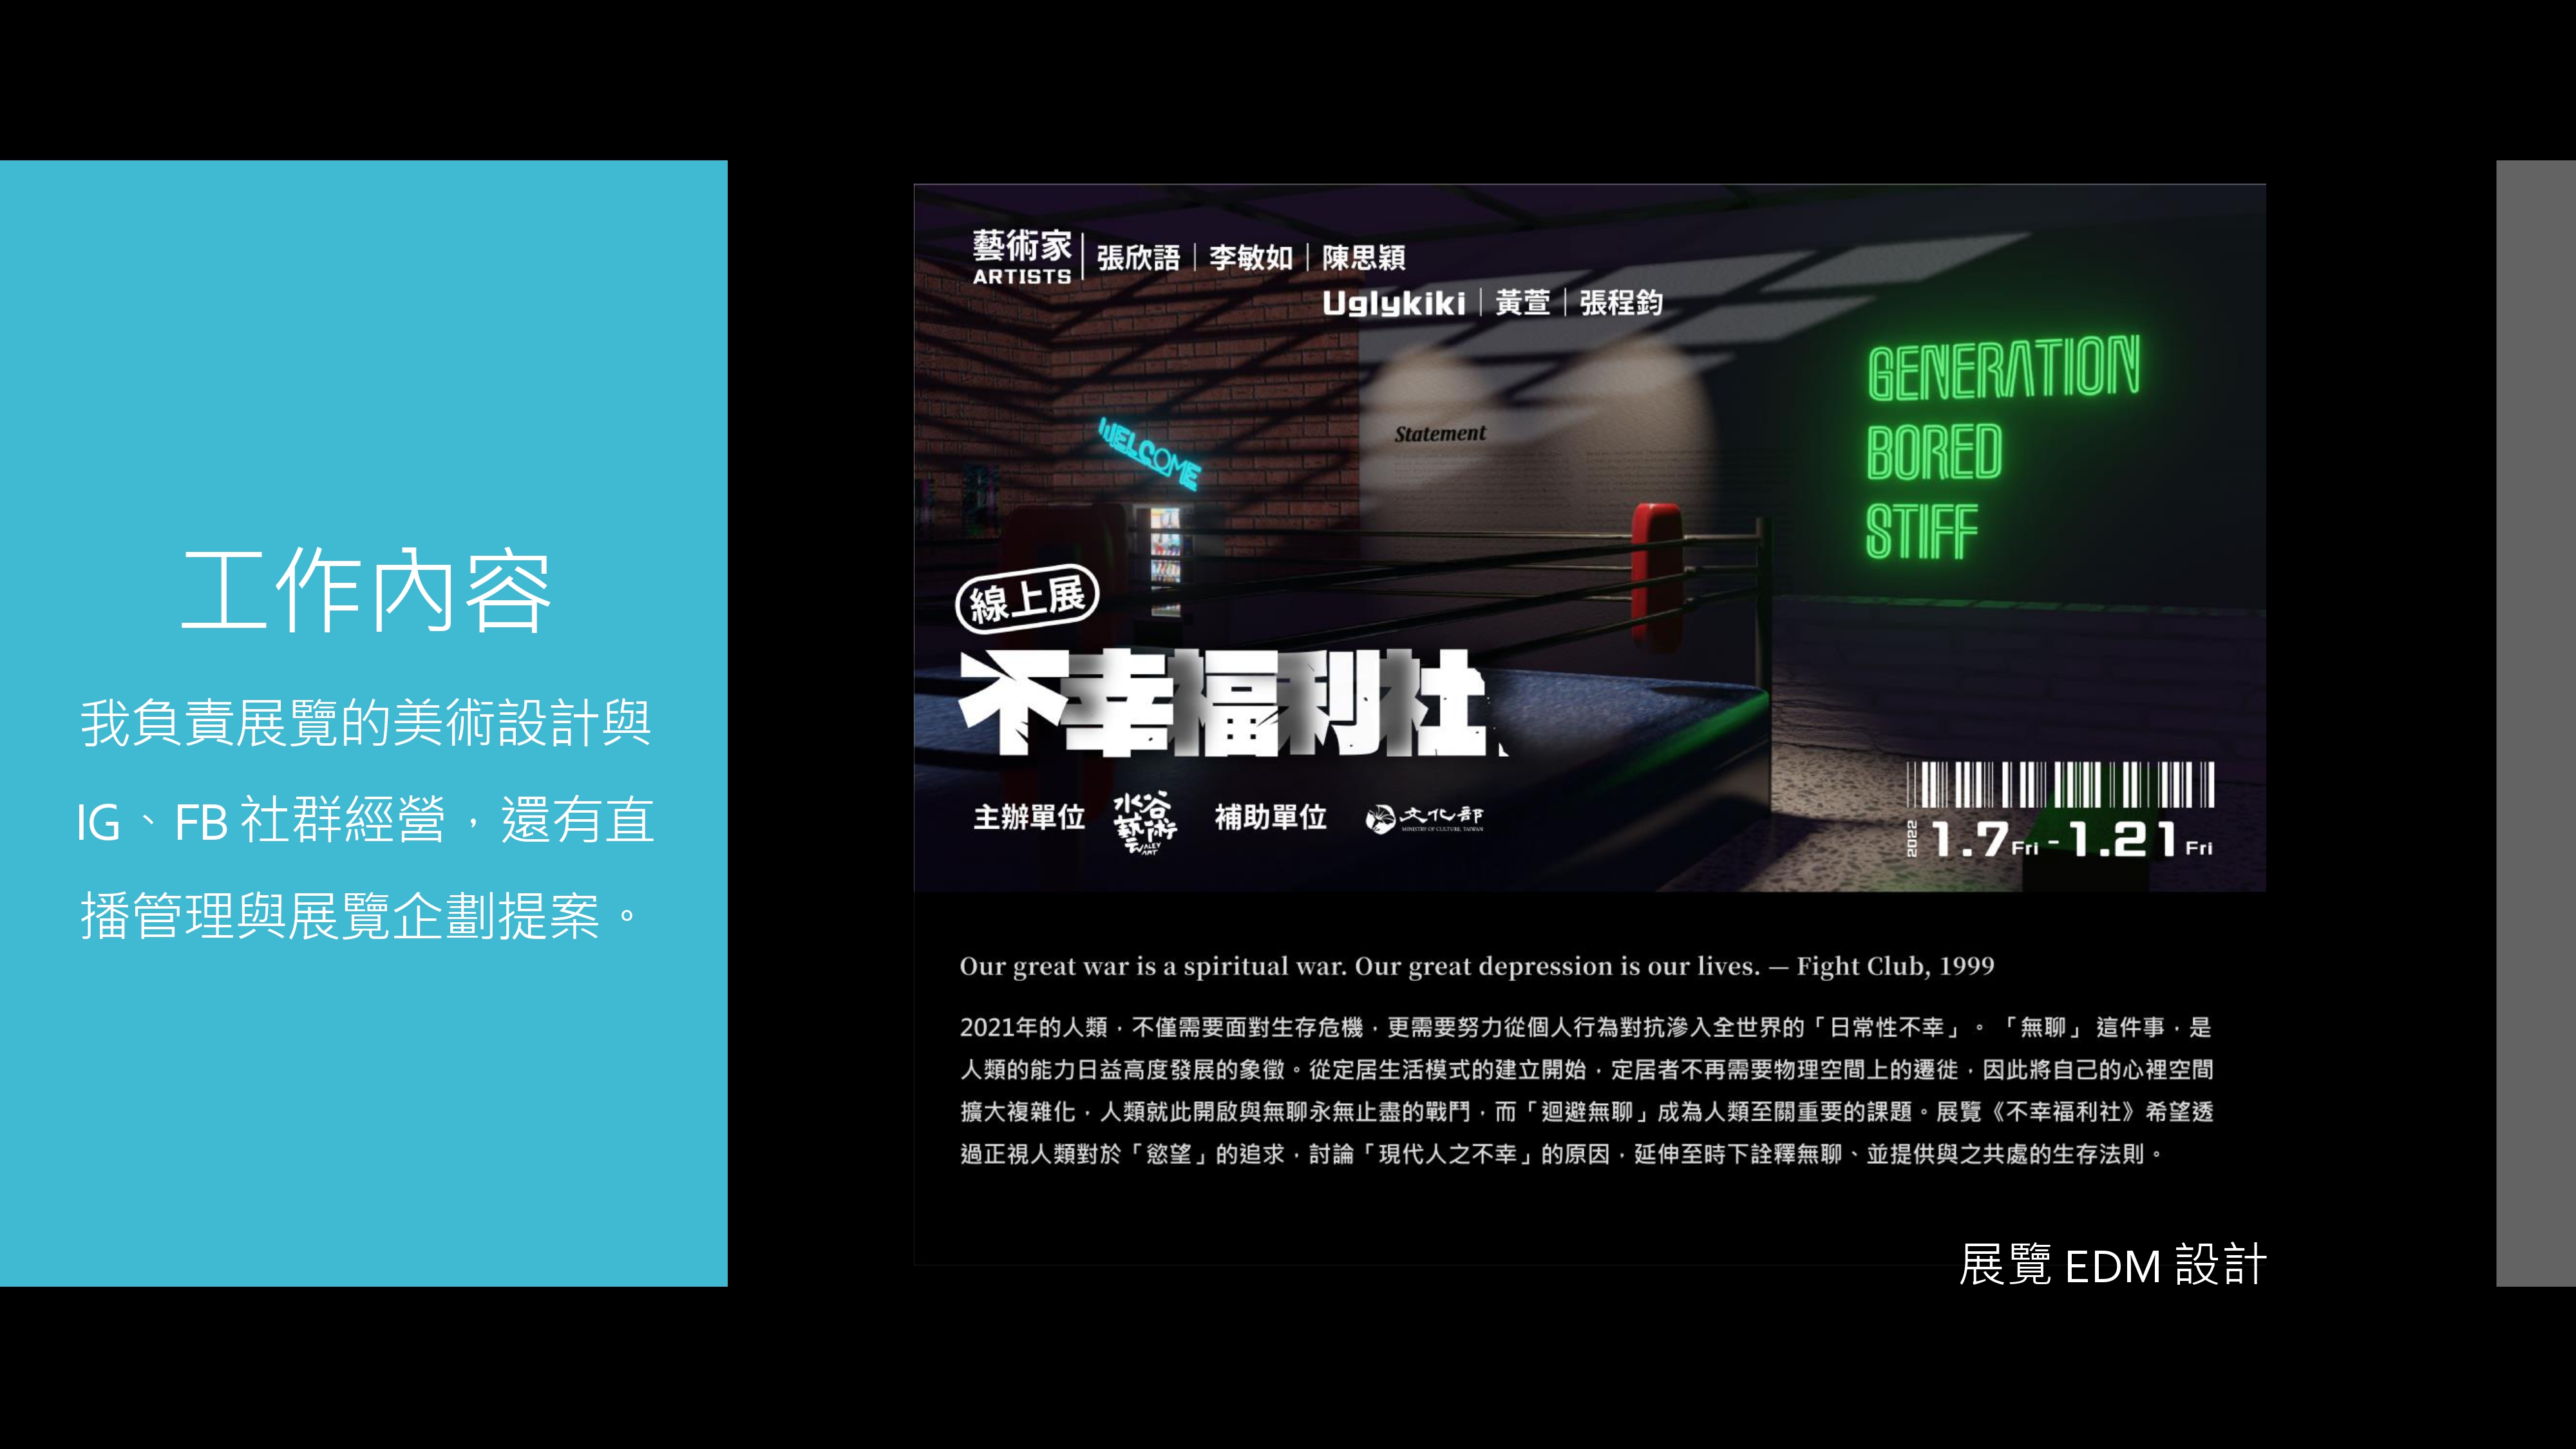 工作內容
我負責展覽的美術設計與
IG、FB 社群經營，還有直
播管理與展覽企劃提案。
藝術家
ARTISTS
張欣語｜李敏如｜陳思穎
Uglykiki｜黃萱｜張程鈞
GENERATION
BORED
STIFF
WELCOME
Statement
線上展
不幸福利社
主辦單位
水谷藝術
VALEY ART
補助單位
文化部
MINISTRY OF CULTURE, TAIWAN
2022 1.7 Fri - 1.21 Fri
Our great war is a spiritual war. Our great depression is our lives. — Fight Club, 1999
2021年的人類，不僅需要面對生存危機，更需要努力從個人行為對抗滲入全世界的「日常性不幸」。「無聊」 這件事，是
人類的能力日益高度發展的象徵。從定居生活模式的建立開始，定居者不再需要物理空間上的遷徙，因此將自己的心裡空間
擴大複雜化，人類就此開啟與無聊永無止盡的戰鬥，而「迴避無聊」成為人類至關重要的課題。展覽《不幸福利社》希望透
過正視人類對於「慾望」的追求，討論「現代人之不幸」的原因，延伸至時下詮釋無聊、並提供與之共處的生存法則。
展覽 EDM 設計